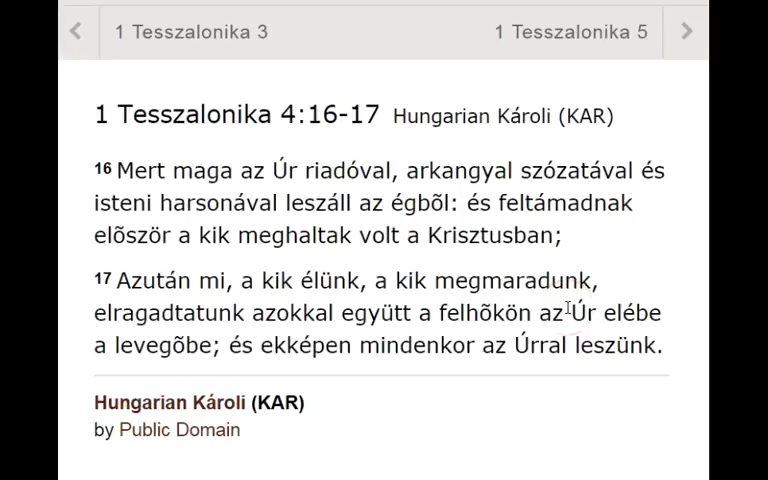 1 Tesszalonika 3 1 Tesszalonika 5
1 Tesszalonika 4:16-17 Hungarian Károli (KAR)
16 Mert maga az Úr riadóval, arkangyal szózatával és
isteni harsonával leszáll az égbõl: és feltámadnak
elõször a kik meghaltak volt a Krisztusban;
17 Azután mi, a kik élünk, a kik megmaradunk,
elragadtatunk azokkal együtt a felhõkön az Úr elébe
a levegõbe; és ekképen mindenkor az Úrral leszünk.
Hungarian Károli (KAR)
by Public Domain